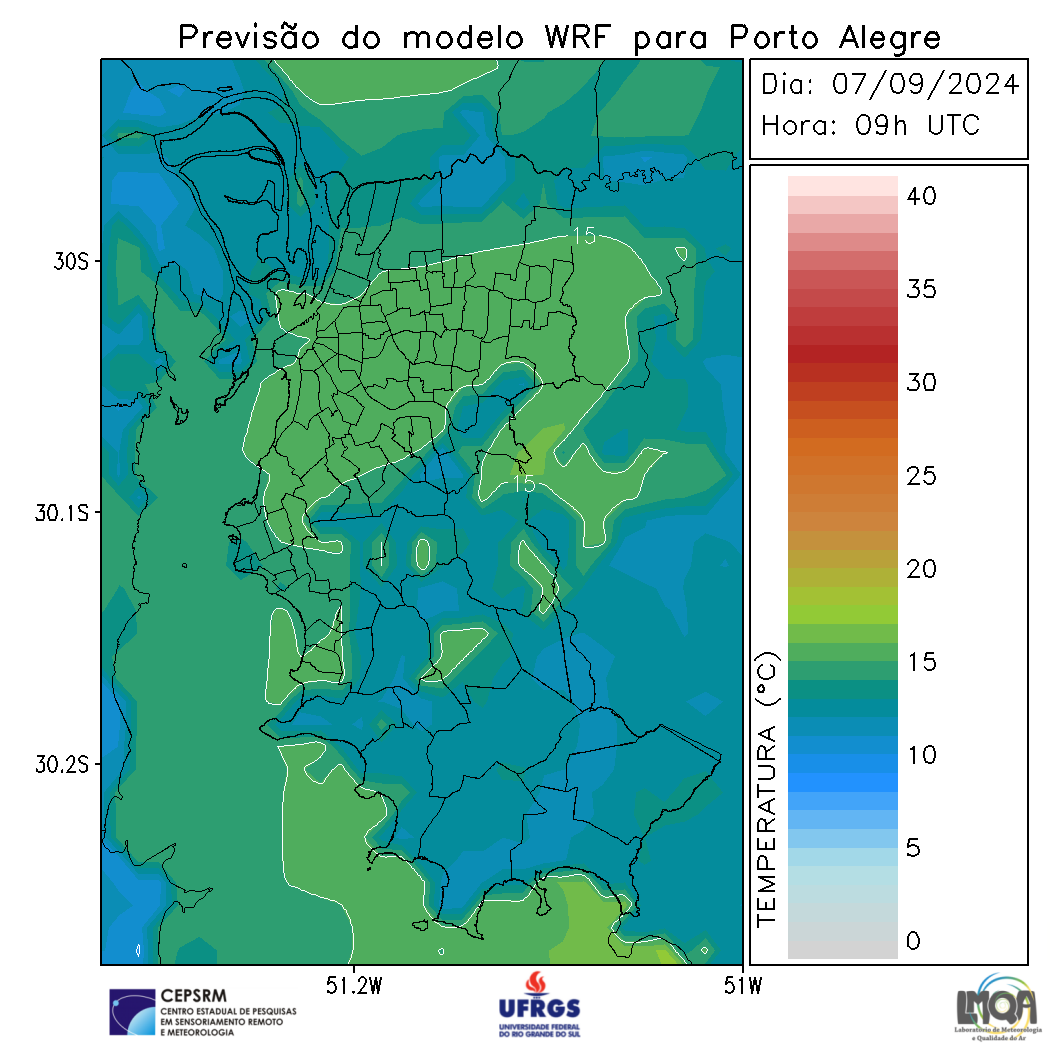 Previsão do modelo WRF para Porto Alegre
Dia: 07/09/2024
Hora: 09h UTC
40
35
30
25
20
15
10
5
0
TEMPERATURA (°C)
30S
30.1S
30.2S
51.2W
51W
15
15
CEPSRM
CENTRO ESTADUAL DE PESQUISAS
EM SENSORIAMENTO REMOTO
E METEOROLOGIA
UFRGS
UNIVERSIDADE FEDERAL
DO RIO GRANDE DO SUL
LMQA
Laboratório de Meteorologia
e Qualidade do Ar